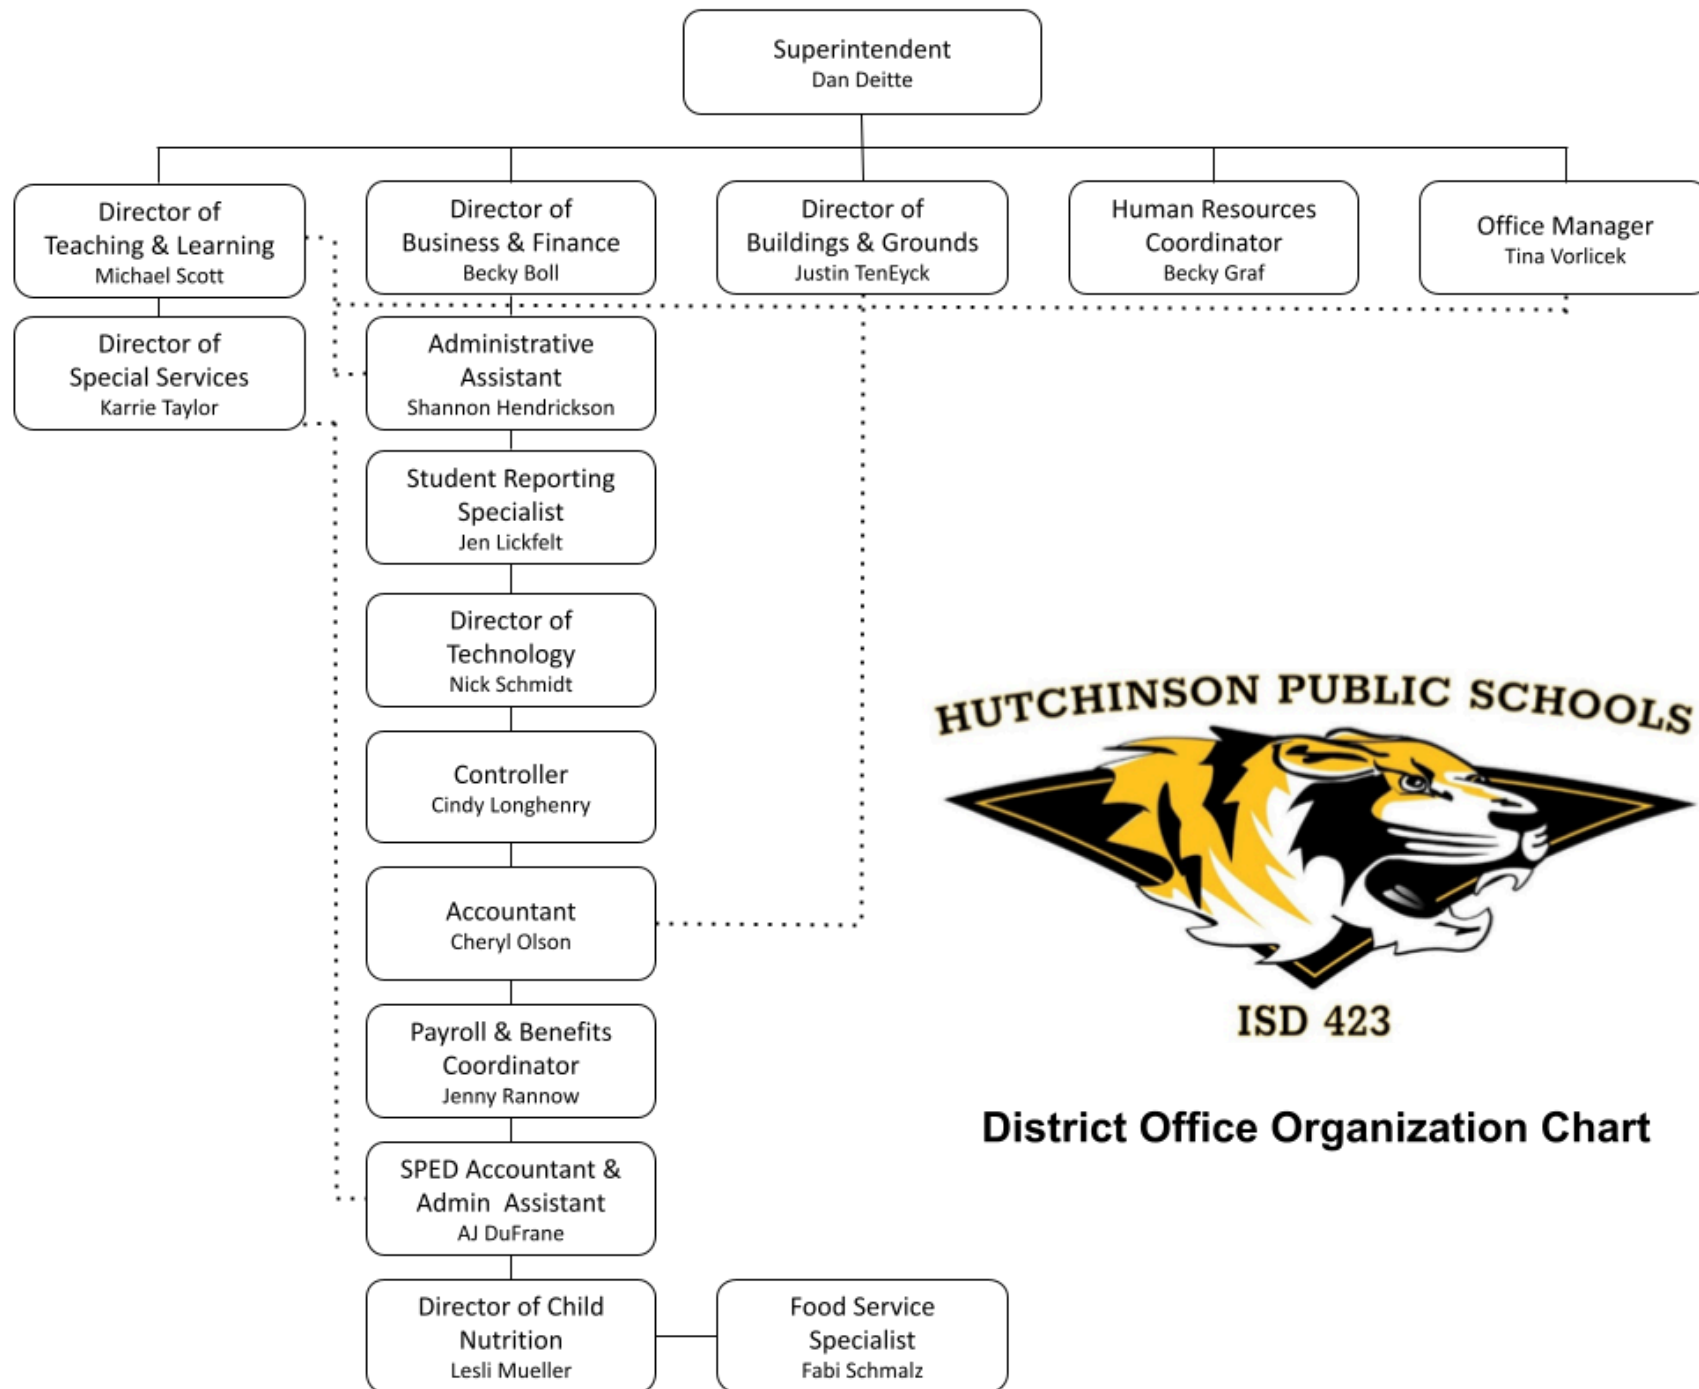 Superintendent
Dan Deitte
Director of
Teaching & Learning
Michael Scott
Director of
Business & Finance
Becky Boll
Director of
Buildings & Grounds
Justin TenEyck
Human Resources
Coordinator
Becky Graf
Office Manager
Tina Vorlicek
Director of
Special Services
Karrie Taylor
Administrative
Assistant
Shannon Hendrickson
Student Reporting
Specialist
Jen Lickfelt
Director of
Technology
Nick Schmidt
Controller
Cindy Longhenry
Accountant
Cheryl Olson
Payroll & Benefits
Coordinator
Jenny Rannow
SPED Accountant &
Admin Assistant
AJ DuFrane
Director of Child
Nutrition
Lesli Mueller
Food Service
Specialist
Fabi Schmalz
HUTCHINSON PUBLIC SCHOOLS
ISD 423
District Office Organization Chart